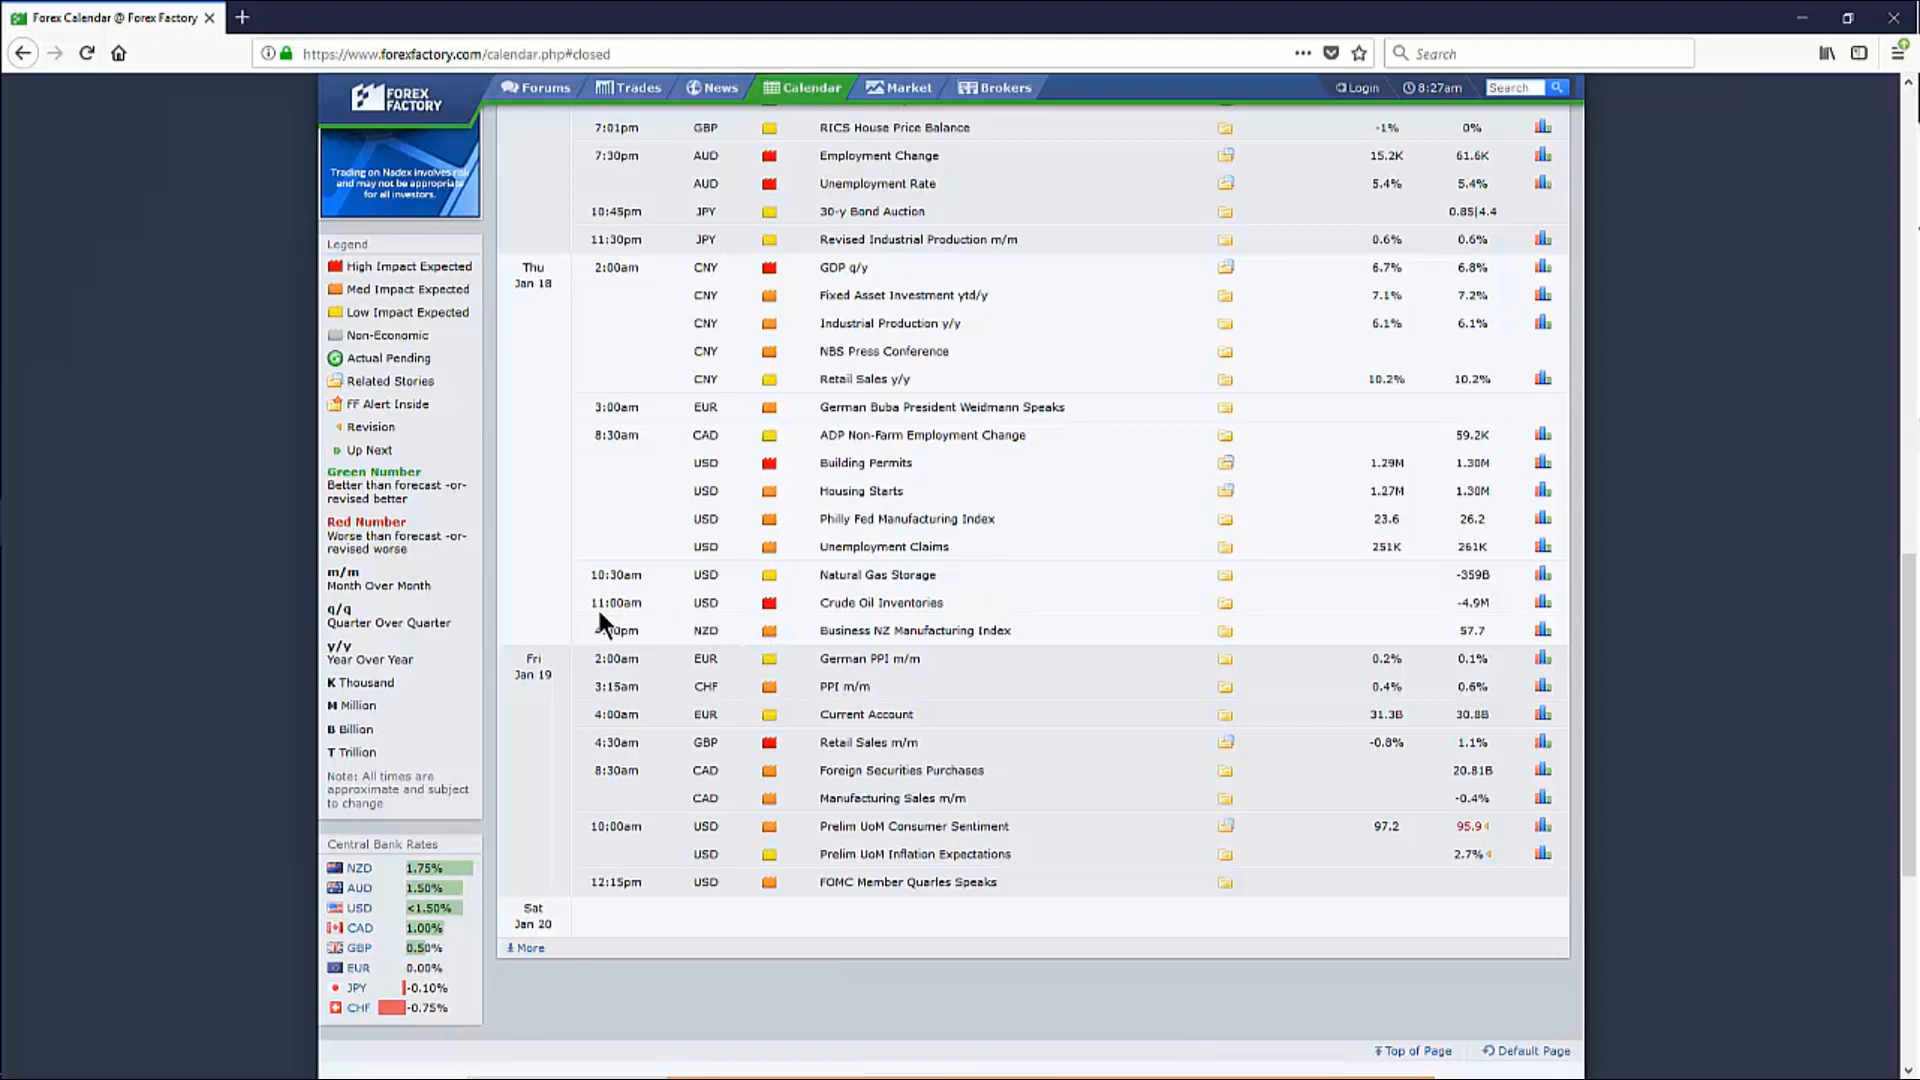 Forex Calendar @ Forex Factory
https://www.forexfactory.com/calendar.php#closed
Search
FOREX FACTORY
Forums Trades News Calendar Market Brokers Login 8:27am Search
Trading on Nadex involves risk
and may not be appropriate
for all investors.
Legend
High Impact Expected
Med Impact Expected
Low Impact Expected
Non-Economic
Actual Pending
Related Stories
FF Alert Inside
Revision
Up Next
Green Number
Better than forecast -or-
revised better
Red Number
Worse than forecast -or-
revised worse
m/m
Month Over Month
q/q
Quarter Over Quarter
y/y
Year Over Year
K Thousand
M Million
B Billion
T Trillion
Note: All times are
approximate and subject
to change
Central Bank Rates
NZD 1.75%
AUD 1.50%
USD <1.50%
CAD 1.00%
GBP 0.50%
EUR 0.00%
JPY -0.10%
CHF -0.75%
7:01pm GBP RICS House Price Balance -1% 0%
7:30pm AUD Employment Change 15.2K 61.6K
AUD Unemployment Rate 5.4% 5.4%
10:45pm JPY 30-y Bond Auction 0.85|4.4
11:30pm JPY Revised Industrial Production m/m 0.6% 0.6%
Thu Jan 18 2:00am CNY GDP q/y 6.7% 6.8%
CNY Fixed Asset Investment ytd/y 7.1% 7.2%
CNY Industrial Production y/y 6.1% 6.1%
CNY NBS Press Conference
CNY Retail Sales y/y 10.2% 10.2%
3:00am EUR German Buba President Weidmann Speaks
8:30am CAD ADP Non-Farm Employment Change 59.2K
USD Building Permits 1.29M 1.30M
USD Housing Starts 1.27M 1.30M
USD Philly Fed Manufacturing Index 23.6 26.2
USD Unemployment Claims 251K 261K
10:30am USD Natural Gas Storage -359B
11:00am USD Crude Oil Inventories -4.9M
NZD Business NZ Manufacturing Index 57.7
Fri Jan 19 2:00am EUR German PPI m/m 0.2% 0.1%
3:15am CHF PPI m/m 0.4% 0.6%
4:00am EUR Current Account 31.3B 30.8B
4:30am GBP Retail Sales m/m -0.8% 1.1%
8:30am CAD Foreign Securities Purchases 20.81B
CAD Manufacturing Sales m/m -0.4%
10:00am USD Prelim UoM Consumer Sentiment 97.2 95.9
USD Prelim UoM Inflation Expectations 2.7%
12:15pm USD FOMC Member Quarles Speaks
Sat Jan 20
More
Top of Page Default Page